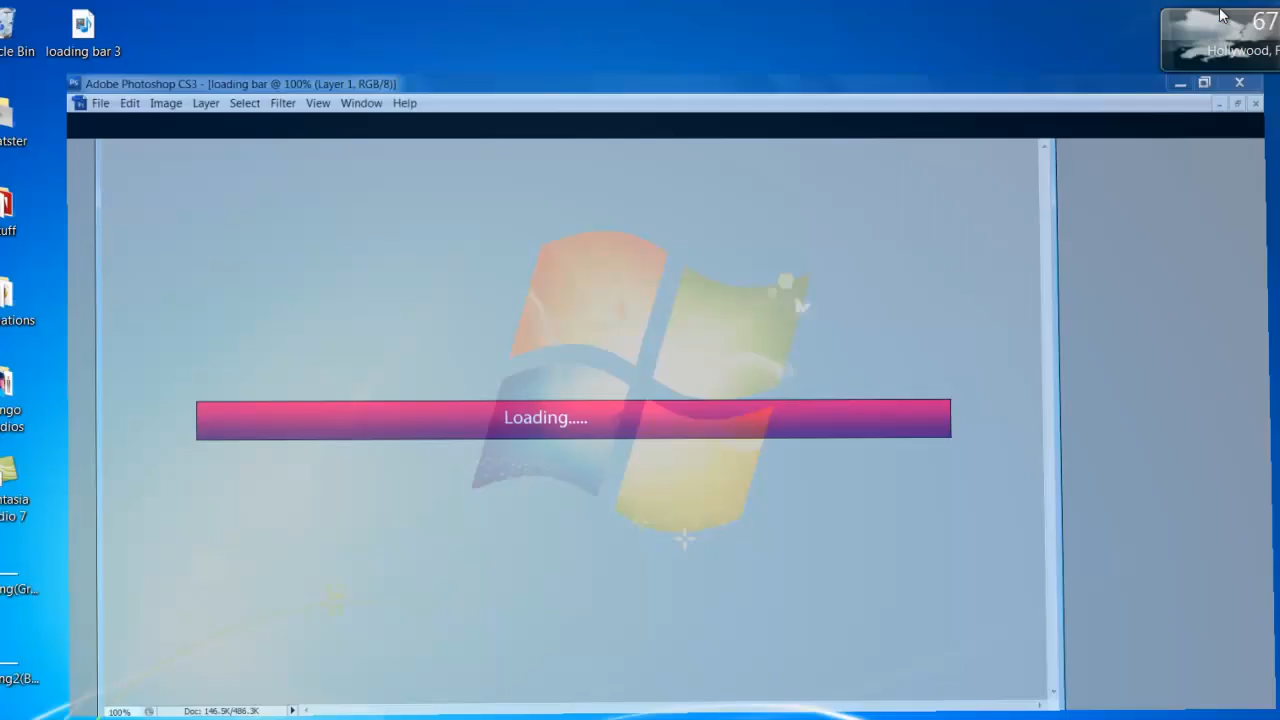 cle Bin
loading bar 3
67
Hollywood, F
Adobe Photoshop CS3 - [loading bar @ 100% (Layer 1, RGB/8)]
File Edit Image Layer Select Filter View Window Help
atster
uff
ations
Loading.....
ngo
dios
ntasia
dio 7
ng(Gr...
ng2(B...
100%
Doc: 146.5K/486.3K